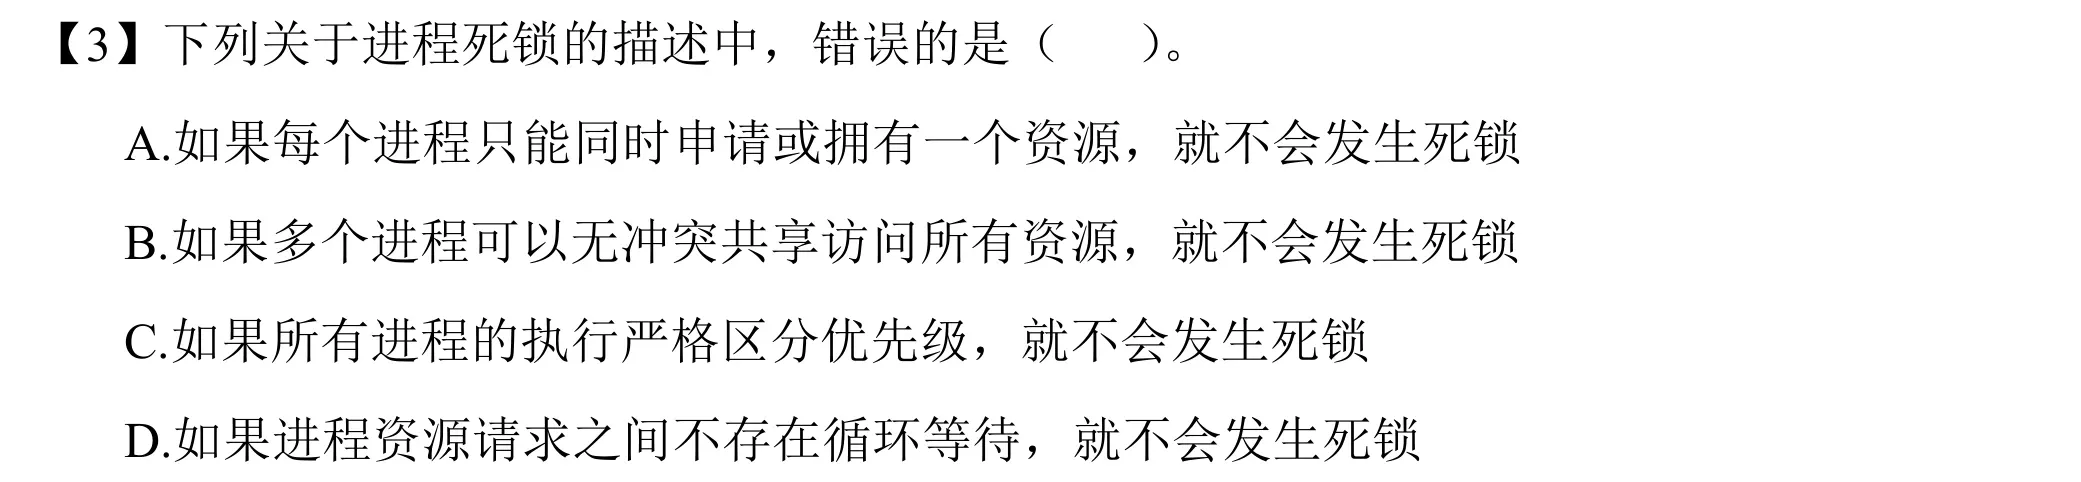 【3】下列关于进程死锁的描述中，错误的是（　　）。
A.如果每个进程只能同时申请或拥有一个资源，就不会发生死锁
B.如果多个进程可以无冲突共享访问所有资源，就不会发生死锁
C.如果所有进程的执行严格区分优先级，就不会发生死锁
D.如果进程资源请求之间不存在循环等待，就不会发生死锁